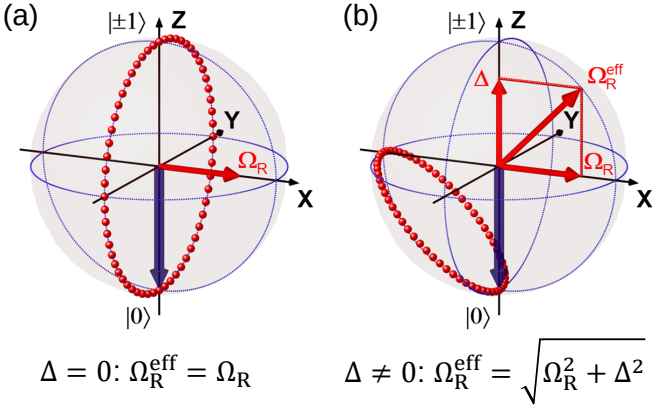 (a)
|±1⟩
Z
Y
Ω_R
X
|0⟩
Δ = 0: Ω_R^eff = Ω_R
(b)
|±1⟩
Z
Δ
Ω_R^eff
Y
Ω_R
X
|0⟩
Δ ≠ 0: Ω_R^eff = √(Ω_R^2 + Δ^2)